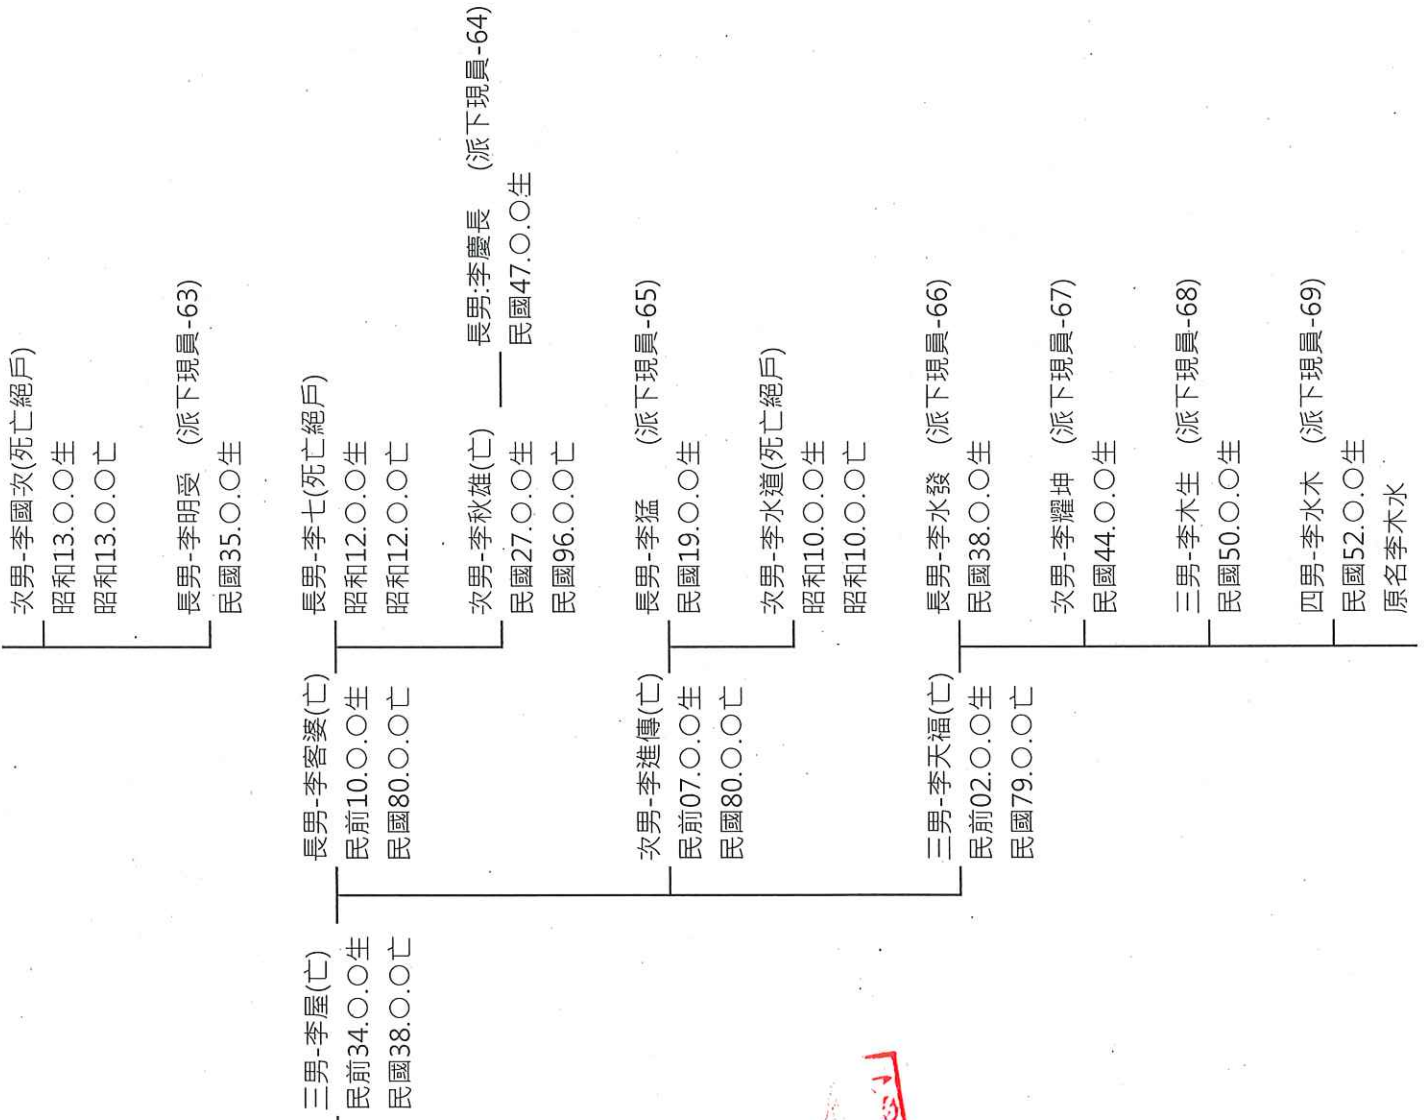 次男-李國次(死亡絕戶)
昭和13.○.○生
昭和13.○.○亡
長男-李明受 (派下現員-63)
民國35.○.○生
三男-李屋(亡)
民前34.○.○生
民國38.○.○亡
長男-李客婆(亡)
民前10.○.○生
民國80.○.○亡
長男-李七(死亡絕戶)
昭和12.○.○生
昭和12.○.○亡
次男-李秋雄(亡)
民國27.○.○生
民國96.○.○亡
長男:李慶長 (派下現員-64)
民國47.○.○生
次男-李進傳(亡)
民前07.○.○生
民國80.○.○亡
長男-李猛 (派下現員-65)
民國19.○.○生
次男-李水道(死亡絕戶)
昭和10.○.○生
昭和10.○.○亡
三男-李天福(亡)
民前02.○.○生
民國79.○.○亡
長男-李水發 (派下現員-66)
民國38.○.○生
次男-李耀坤 (派下現員-67)
民國44.○.○生
三男-李木生 (派下現員-68)
民國50.○.○生
四男-李水木 (派下現員-69)
民國52.○.○生
原名李木水